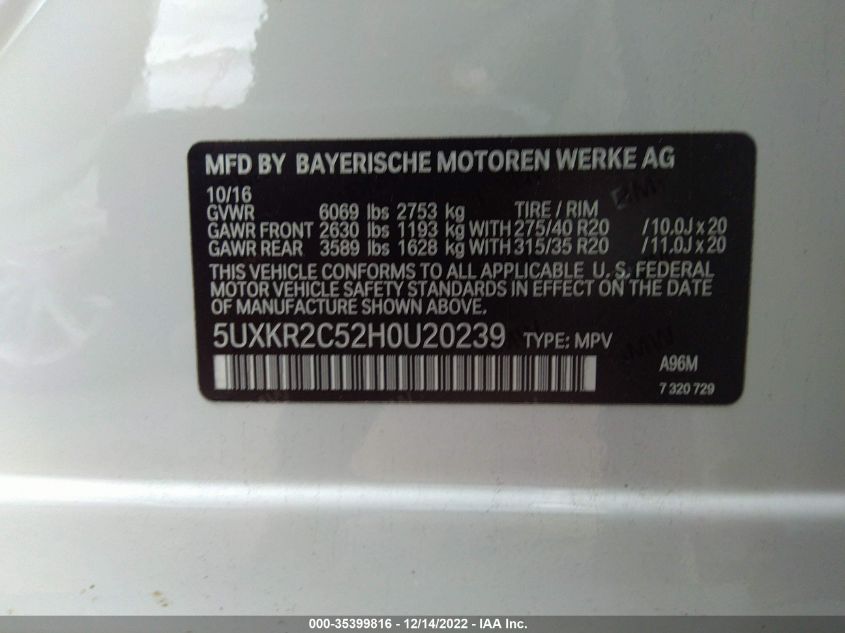 MFD BY BAYERISCHE MOTOREN WERKE AG
10/16
GVWR 6069 lbs 2753 kg TIRE / RIM
GAWR FRONT 2630 lbs 1193 kg WITH 275/40 R20 /10.0J x 20
GAWR REAR 3589 lbs 1628 kg WITH 315/35 R20 /11.0J x 20
THIS VEHICLE CONFORMS TO ALL APPLICABLE U. S. FEDERAL
MOTOR VEHICLE SAFETY STANDARDS IN EFFECT ON THE DATE
OF MANUFACTURE SHOWN ABOVE.
5UXKR2C52H0U20239 TYPE: MPV
A96M
7 320 729
000-35399816 - 12/14/2022 - IAA Inc.